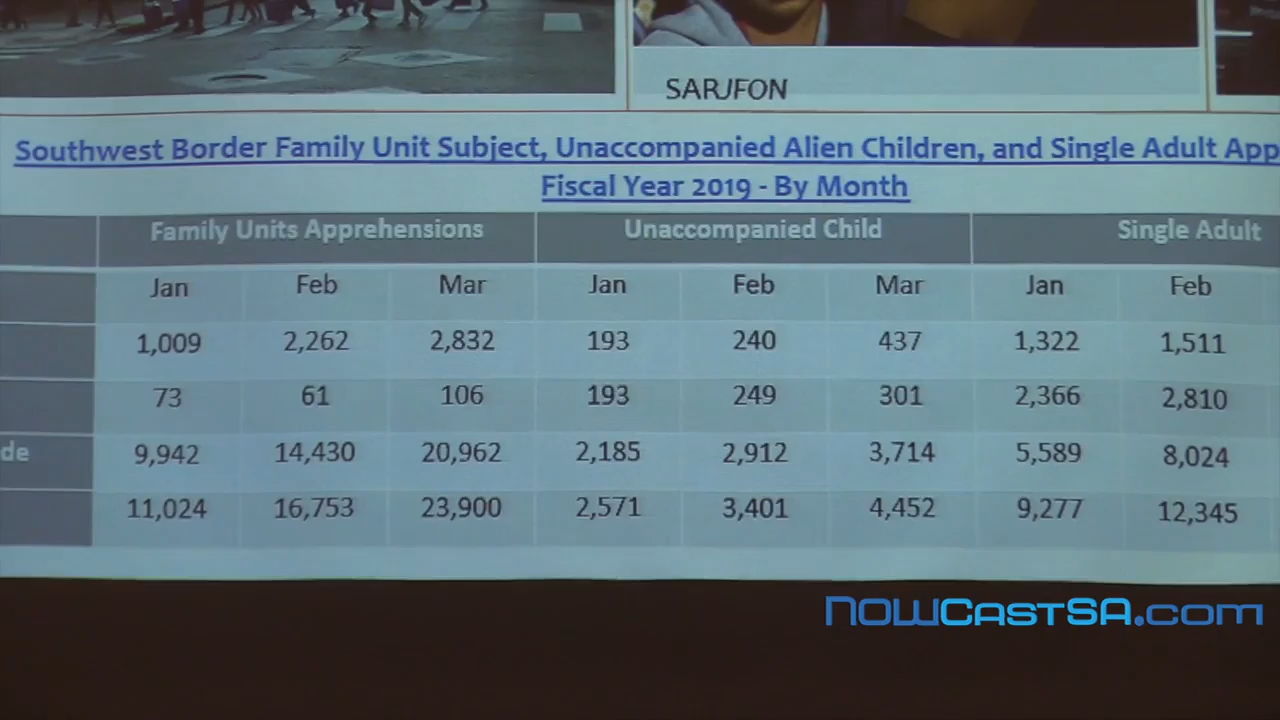 SARJFON
Southwest Border Family Unit Subject, Unaccompanied Alien Children, and Single Adult App
Fiscal Year 2019 - By Month
Family Units Apprehensions Unaccompanied Child Single Adult
Jan Feb Mar Jan Feb Mar Jan Feb
1,009 2,262 2,832 193 240 437 1,322 1,511
73 61 106 193 249 301 2,366 2,810
de 9,942 14,430 20,962 2,185 2,912 3,714 5,589 8,024
11,024 16,753 23,900 2,571 3,401 4,452 9,277 12,345
NOWCastSA.com